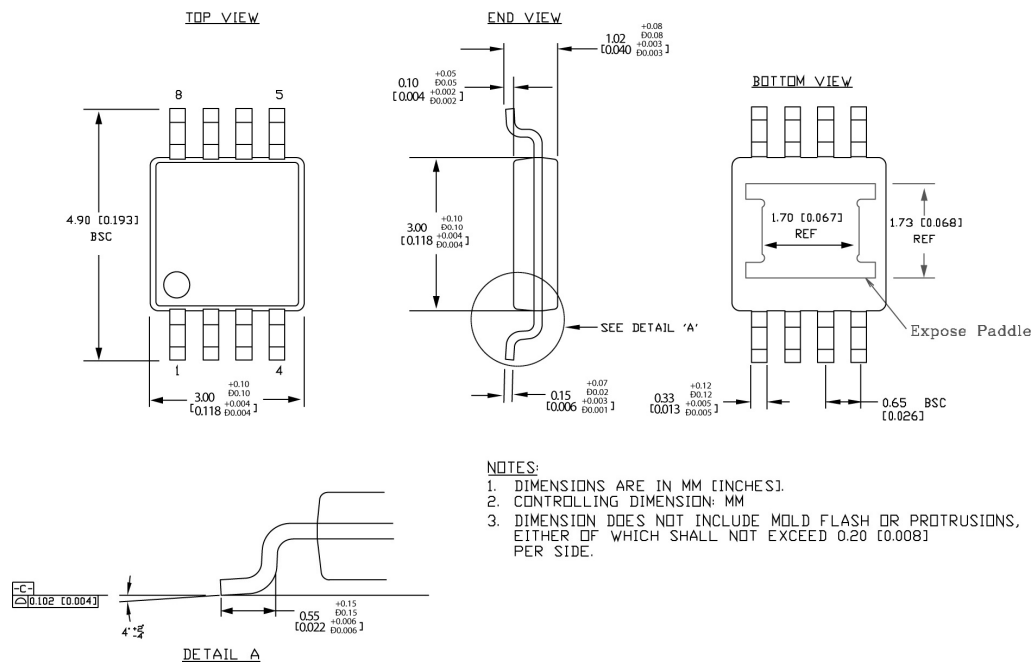 TOP VIEW
8 5
4.90 [0.193]
BSC
1 4
3.00 +0.10 Ð0.10
[0.118 +0.004 Ð0.004]
END VIEW
1.02 +0.08 Ð0.08
[0.040 +0.003 Ð0.003]
0.10 +0.05 Ð0.05
[0.004 +0.002 Ð0.002]
3.00 +0.10 Ð0.10
[0.118 +0.004 Ð0.004]
SEE DETAIL 'A'
0.15 +0.07 Ð0.02
[0.006 +0.003 Ð0.001]
BOTTOM VIEW
1.70 [0.067]
REF
1.73 [0.068]
REF
Expose Paddle
0.33 +0.12 Ð0.12
[0.013 +0.005 Ð0.005]
0.65 BSC
[0.026]
NOTES:
1. DIMENSIONS ARE IN MM [INCHES].
2. CONTROLLING DIMENSION: MM
3. DIMENSION DOES NOT INCLUDE MOLD FLASH OR PROTRUSIONS,
EITHER OF WHICH SHALL NOT EXCEED 0.20 [0.008]
PER SIDE.
-C-
0.102 [0.004]
4°
0.55 +0.15 Ð0.15
[0.022 +0.006 Ð0.006]
DETAIL A